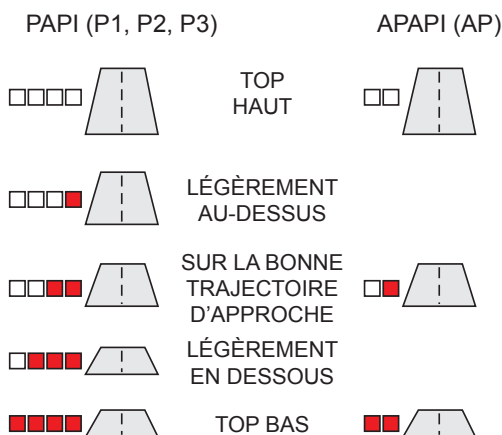 PAPI (P1, P2, P3)
APAPI (AP)
TOP
HAUT
LÉGÈREMENT
AU-DESSUS
SUR LA BONNE
TRAJECTOIRE
D'APPROCHE
LÉGÈREMENT
EN DESSOUS
TOP BAS